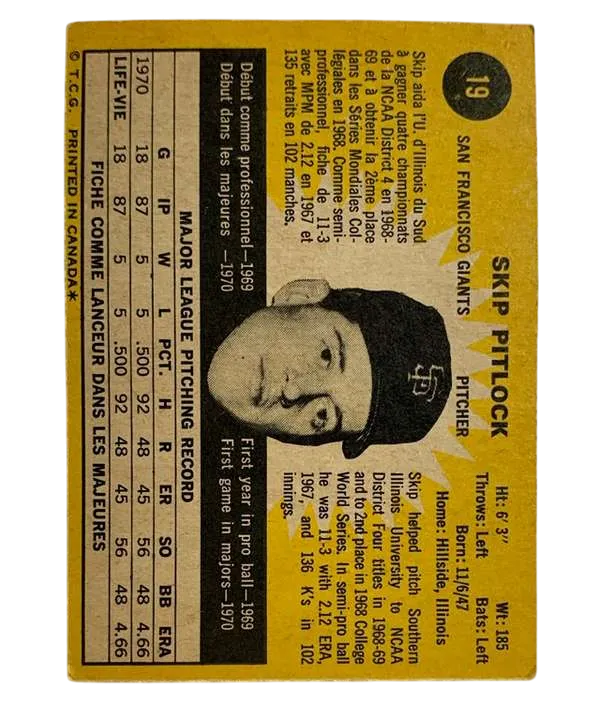 19
SKIP PITLOCK
SAN FRANCISCO GIANTS PITCHER
Ht: 6' 3" Wt: 185
Throws: Left Bats: Left
Born: 11/6/47
Home: Hillside, Illinois
Skip aida l'U. d'Illinois du Sud
à gagner quatre championnats
de la NCAA District 4 en 1968-
69 et à obtenir la 2ème place
dans les Séries Mondiales Col-
légiales en 1968. Comme semi-
professionnel, fiche de 11-3
avec MPM de 2.12 en 1967 et
135 retraits en 102 manches.
Skip helped pitch Southern
Illinois University to NCAA
District Four titles in 1968-69
and to 2nd place in 1968 College
World Series. In semi-pro ball
he was 11-3 with 2.12 ERA,
1967, and 136 K's in 102
innings.
SF
Début comme professionnel—1969
Début dans les majeures —1970
First year in pro ball—1969
First game in majors—1970
MAJOR LEAGUE PITCHING RECORD
G IP W L PCT. H R ER SO BB ERA
1970 18 87 5 5 .500 92 48 45 56 48 4.66
LIFE-VIE 18 87 5 5 .500 92 48 45 56 48 4.66
FICHE COMME LANCEUR DANS LES MAJEURES
© T.C.G. PRINTED IN CANADA*